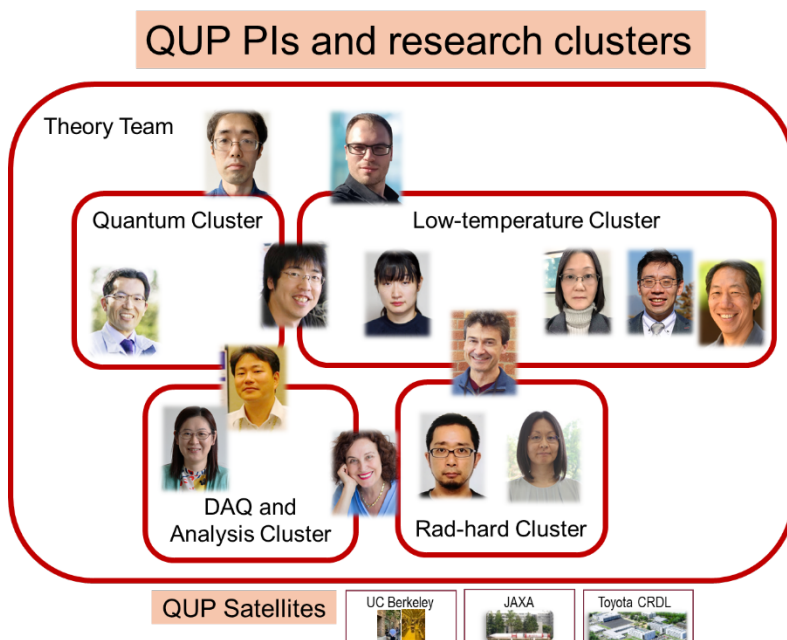 QUP PIs and research clusters
Theory Team
Quantum Cluster
Low-temperature Cluster
DAQ and
Analysis Cluster
Rad-hard Cluster
QUP Satellites
UC Berkeley
JAXA
Toyota CRDL